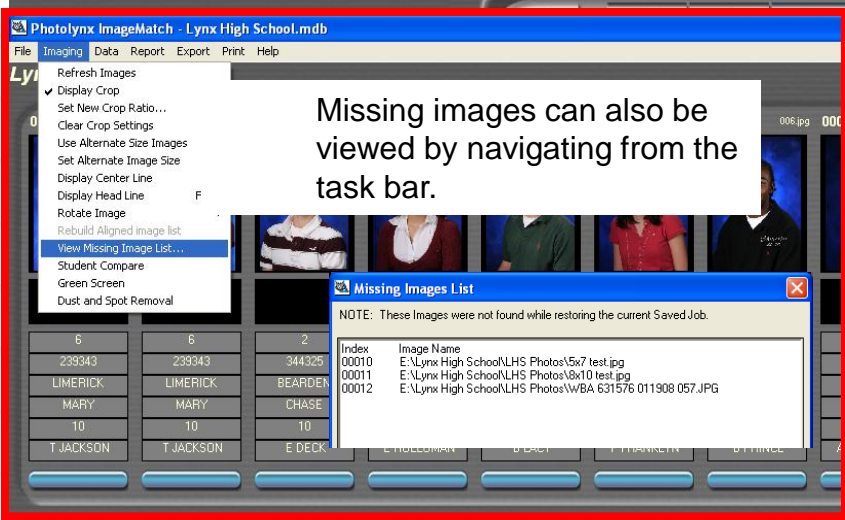 Photolynx ImageMatch - Lynx High School.mdb
File Imaging Data Report Export Print Help
Refresh Images
Display Crop
Set New Crop Ratio...
Clear Crop Settings
Use Alternate Size Images
Set Alternate Image Size
Display Center Line
Display Head Line F
Rotate Image
Rebuild Aligned image list
View Missing Image List...
Student Compare
Green Screen
Dust and Spot Removal
Missing images can also be
viewed by navigating from the
task bar.
006.jpg
Missing Images List
NOTE: These Images were not found while restoring the current Saved Job.
Index Image Name
00010 E:\Lynx High School\LHS Photos\5x7 test.jpg
00011 E:\Lynx High School\LHS Photos\8x10 test.jpg
00012 E:\Lynx High School\LHS Photos\WBA 631576 011908 057.JPG
6 6 2
239343 239343 344325
LIMERICK LIMERICK BEARDEN
MARY MARY CHASE
10 10 10
T JACKSON T JACKSON E DECK